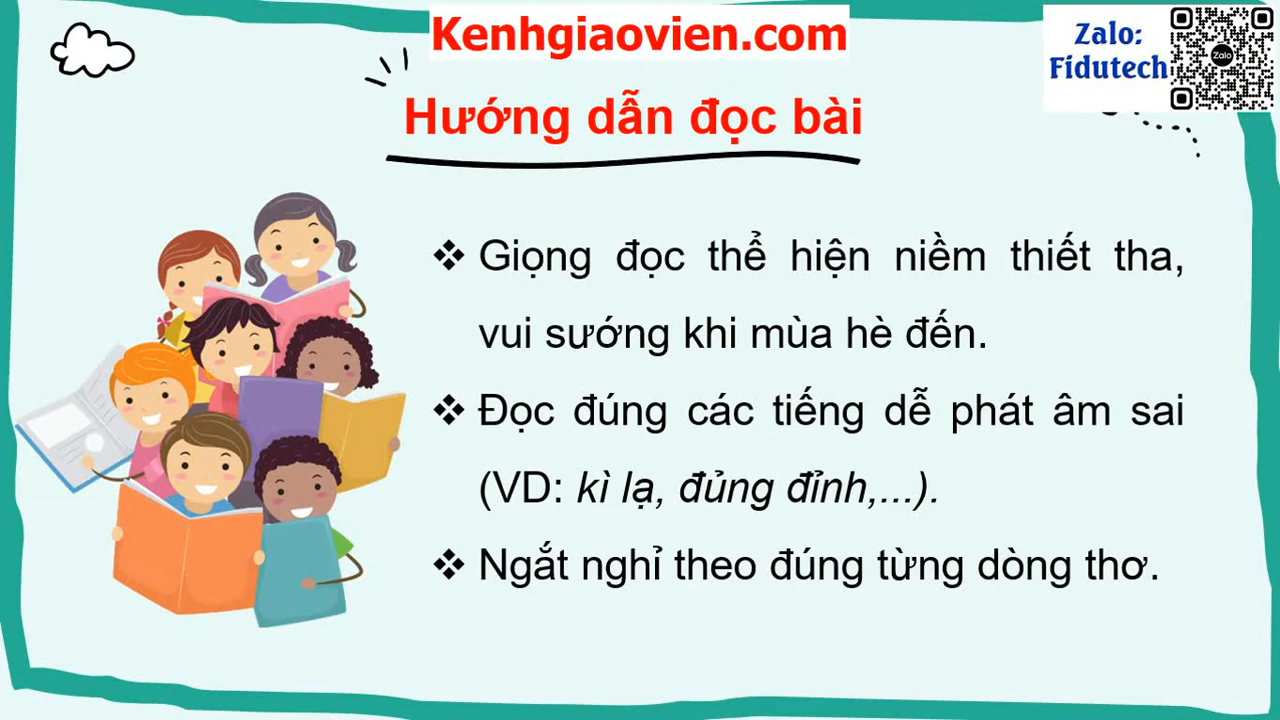 Kenhgiaovien.com
Zalo:
Fidutech
Zalo
Hướng dẫn đọc bài
❖ Giọng đọc thể hiện niềm thiết tha,
vui sướng khi mùa hè đến.
❖ Đọc đúng các tiếng dễ phát âm sai
(VD: kì lạ, đủng đỉnh,...).
❖ Ngắt nghỉ theo đúng từng dòng thơ.